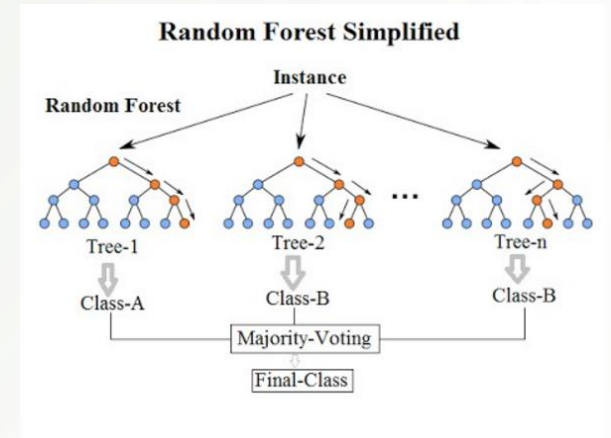 Random Forest Simplified
Instance
Random Forest
...
Tree-1
Tree-2
Tree-n
Class-A
Class-B
Class-B
Majority-Voting
Final-Class